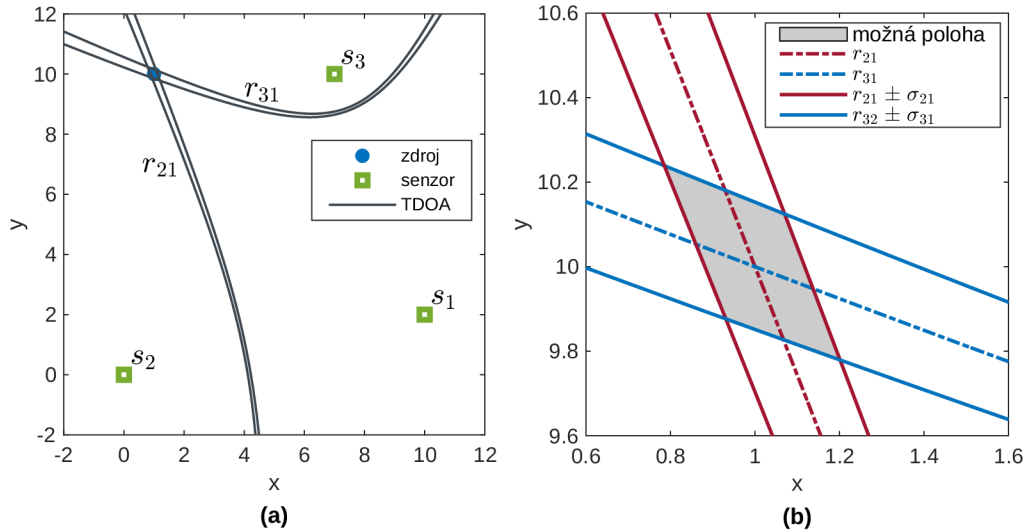 12
10
8
6
4
2
0
-2
-2 0 2 4 6 8 10 12
y
x
s3
r31
r21
zdroj
senzor
TDOA
s1
s2
(a)
10.6
10.4
10.2
10
9.8
9.6
0.6 0.8 1 1.2 1.4 1.6
y
x
možná poloha
r21
r31
r21 ± σ21
r32 ± σ31
(b)